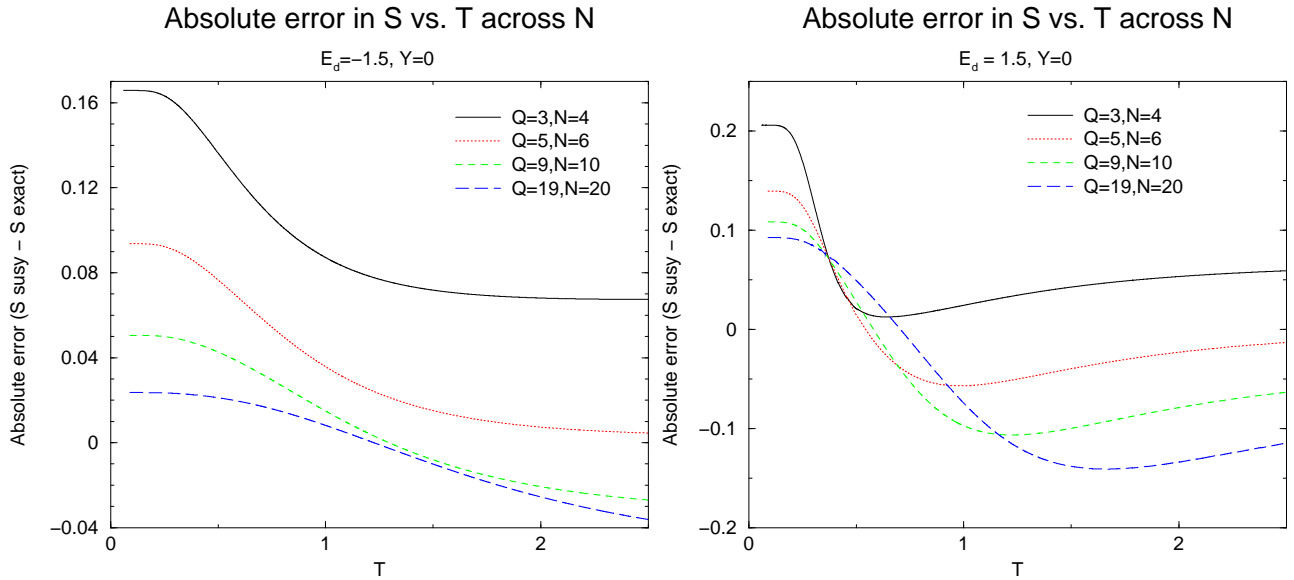 Absolute error in S vs. T across N
E_d=−1.5, Y=0
Absolute error (S susy − S exact)
0.16
0.12
0.08
0.04
0
−0.04
Q=3,N=4
Q=5,N=6
Q=9,N=10
Q=19,N=20
0
1
2
T
Absolute error in S vs. T across N
E_d = 1.5, Y=0
Absolute error (S susy − S exact)
0.2
0.1
0
−0.1
−0.2
Q=3,N=4
Q=5,N=6
Q=9,N=10
Q=19,N=20
0
1
2
T